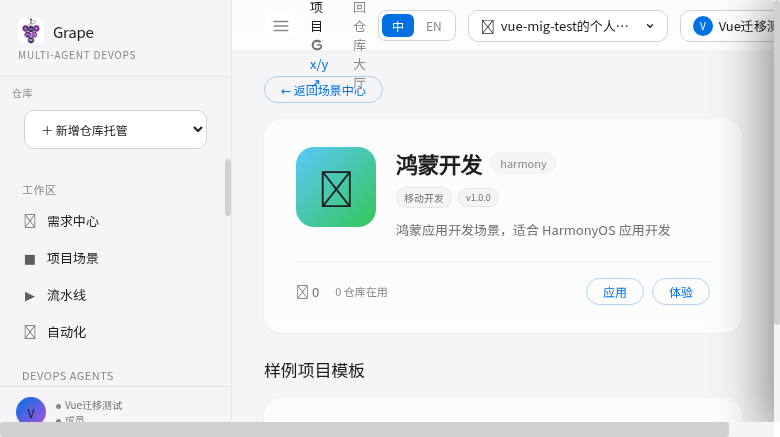 Grape
MULTI-AGENT DEVOPS
仓库
＋ 新增仓库托管
工作区
需求中心
项目场景
流水线
自动化
DEVOPS AGENTS
V
Vue迁移测试
成员
项目
G
x/y
↗
回仓库大厅
中
EN
vue-mig-test的个人…
V
Vue迁移测
← 返回场景中心
鸿蒙开发
harmony
移动开发
v1.0.0
鸿蒙应用开发场景，适合 HarmonyOS 应用开发
0
0 仓库在用
应用
体验
样例项目模板